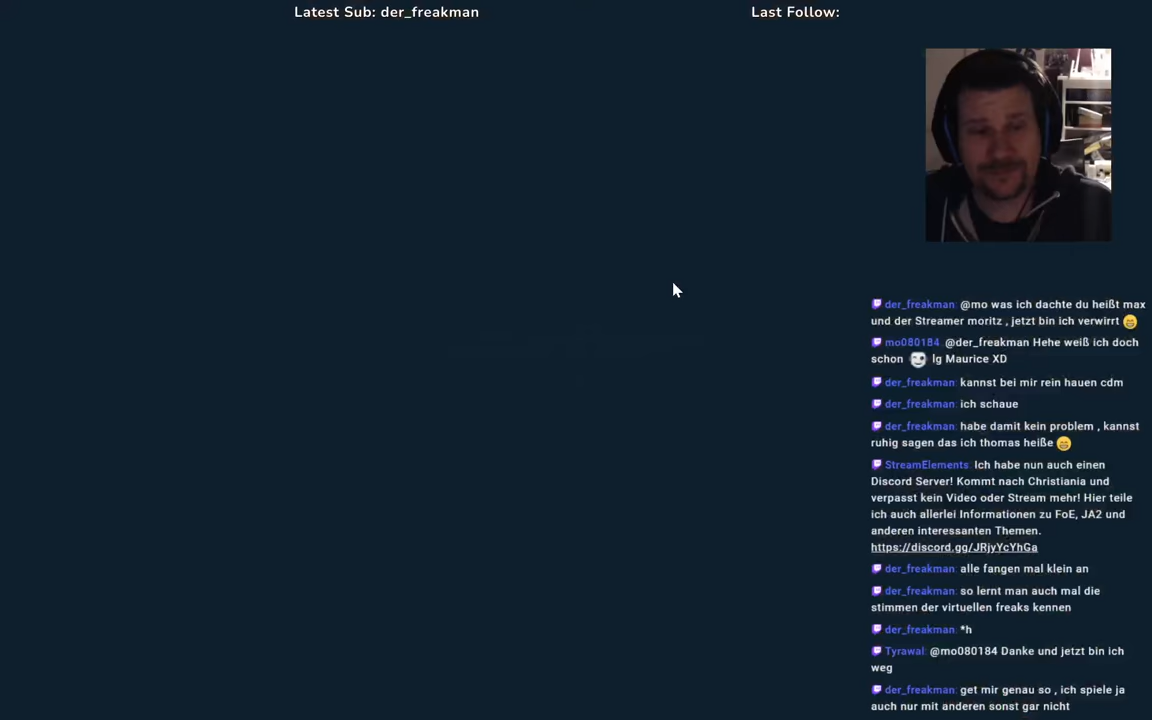 Latest Sub: der_freakman
Last Follow:
der_freakman: @mo was ich dachte du heißt max
und der Streamer moritz , jetzt bin ich verwirrt 😁
mo080184: @der_freakman Hehe weiß ich doch
schon lg Maurice XD
der_freakman: kannst bei mir rein hauen cdm
der_freakman: ich schaue
der_freakman: habe damit kein problem , kannst
ruhig sagen das ich thomas heiße 😁
StreamElements: Ich habe nun auch einen
Discord Server! Kommt nach Christiania und
verpasst kein Video oder Stream mehr! Hier teile
ich auch allerlei Informationen zu FoE, JA2 und
anderen interessanten Themen.
https://discord.gg/JRjyYcYhGa
der_freakman: alle fangen mal klein an
der_freakman: so lernt man auch mal die
stimmen der virtuellen freaks kennen
der_freakman: *h
Tyrawal: @mo080184 Danke und jetzt bin ich
weg
der_freakman: get mir genau so , ich spiele ja
auch nur mit anderen sonst gar nicht